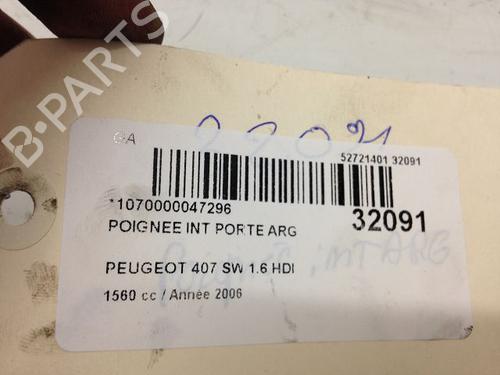 B-PARTS
GA
52721401 32091
*1070000047296
32091
POIGNEE INT PORTE ARG
PEUGEOT 407 SW 1.6 HDI
1560 cc / Année 2006